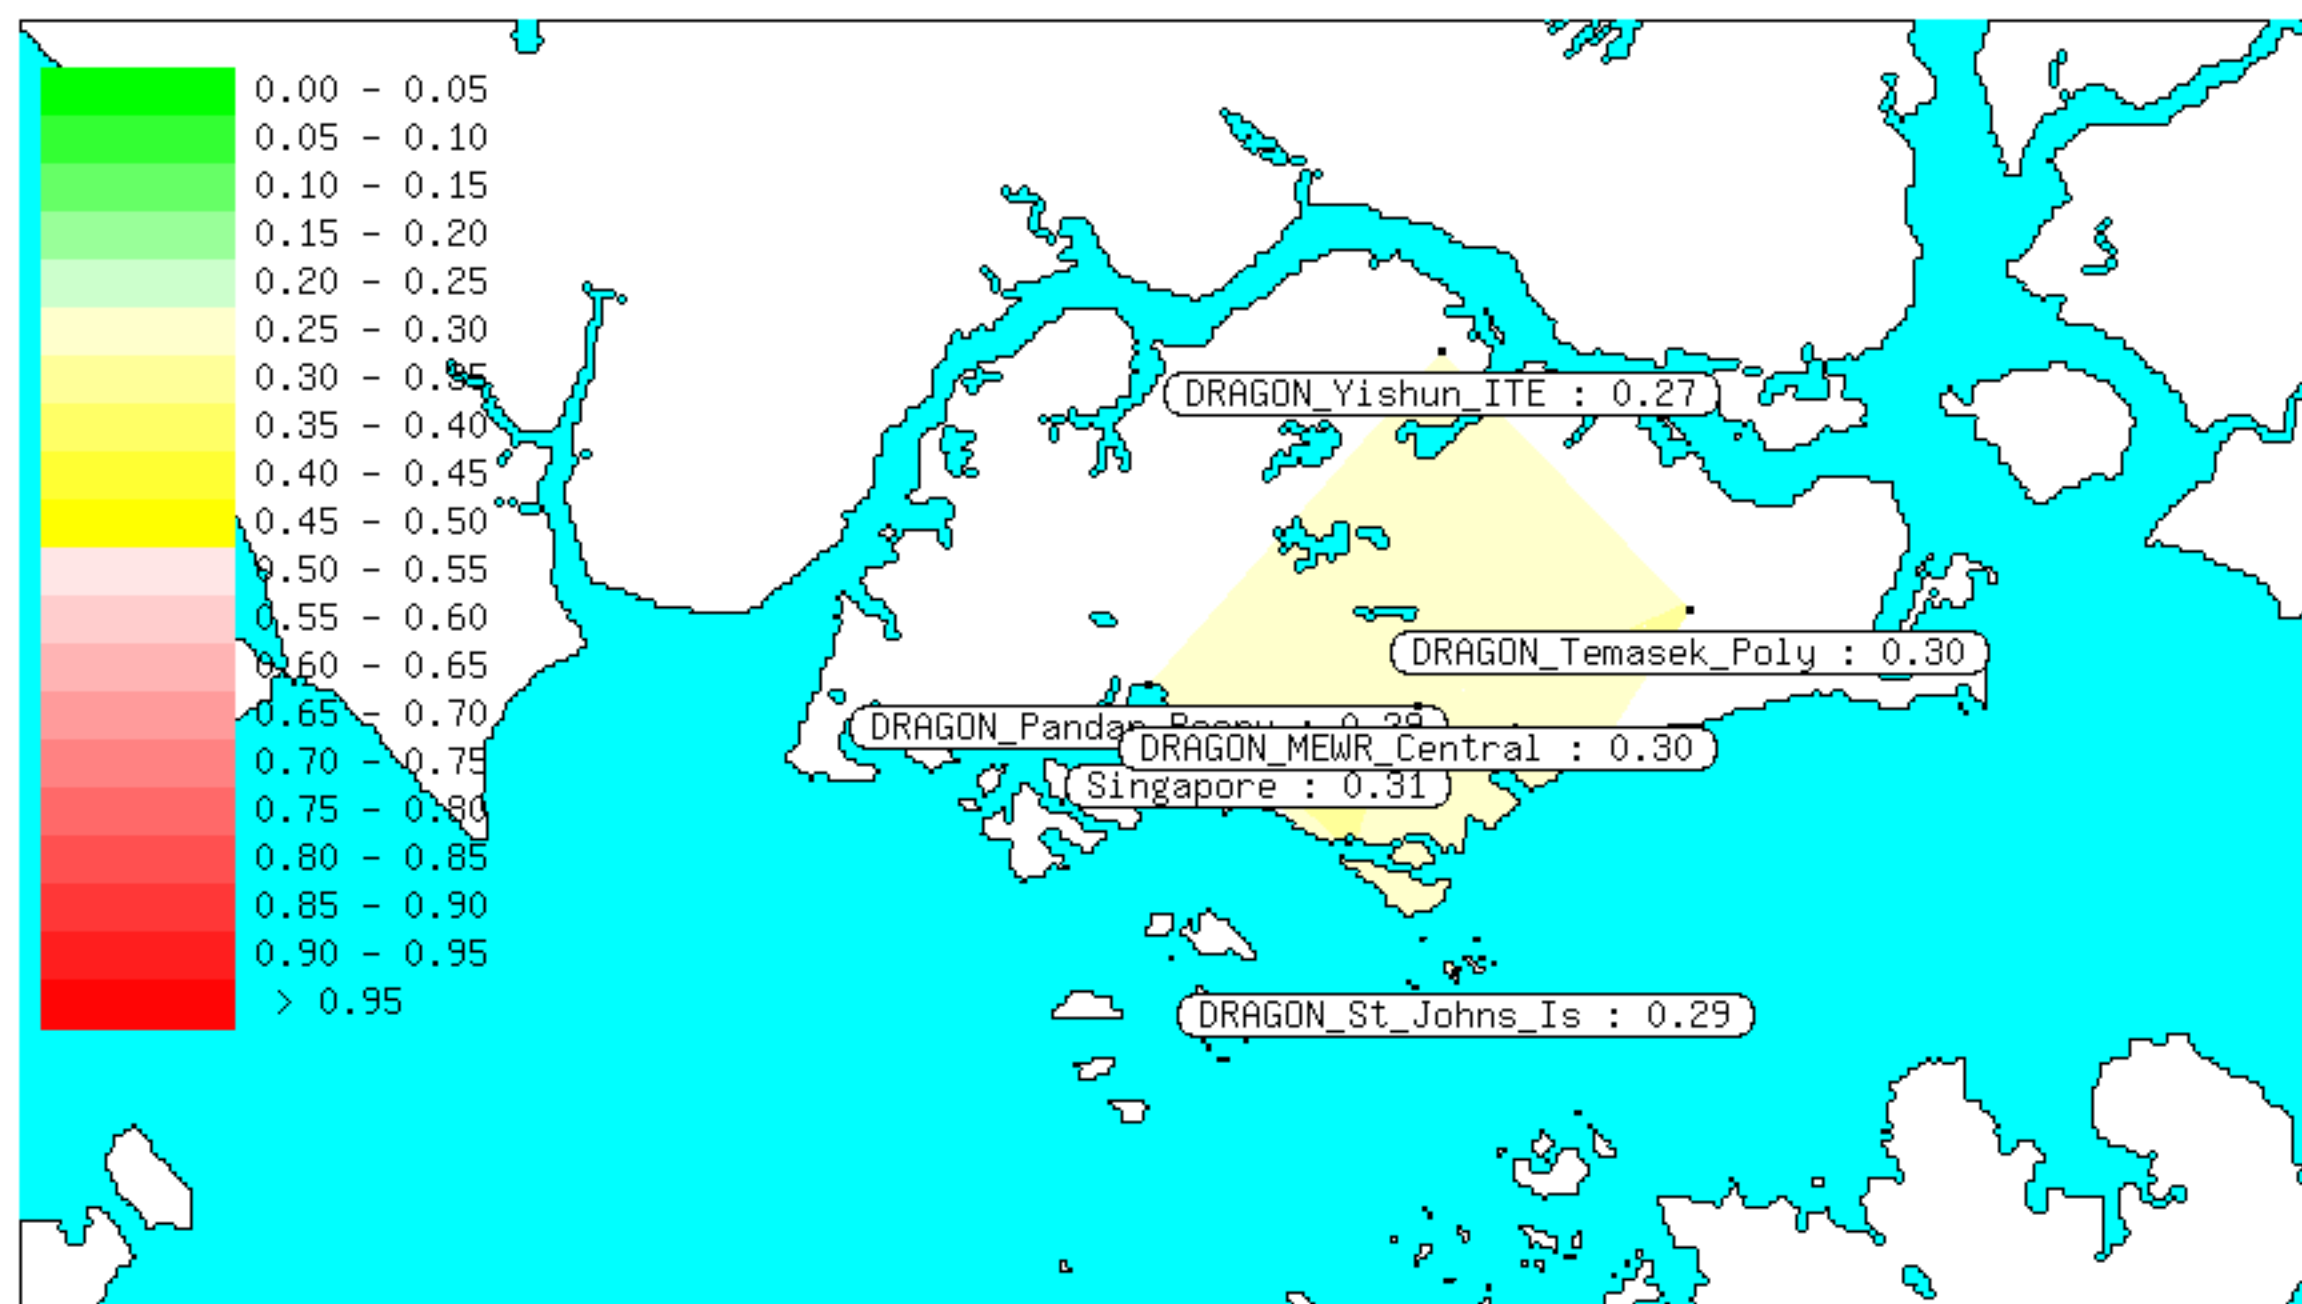 0.00 - 0.05
0.05 - 0.10
0.10 - 0.15
0.15 - 0.20
0.20 - 0.25
0.25 - 0.30
0.30 - 0.35
0.35 - 0.40
0.40 - 0.45
0.45 - 0.50
0.50 - 0.55
0.55 - 0.60
0.60 - 0.65
0.65 - 0.70
0.70 - 0.75
0.75 - 0.80
0.80 - 0.85
0.85 - 0.90
0.90 - 0.95
> 0.95
DRAGON_Yishun_ITE : 0.27
DRAGON_Temasek_Poly : 0.30
DRAGON_Pandan : 0.29
DRAGON_MEWR_Central : 0.30
Singapore : 0.31
DRAGON_St_Johns_Is : 0.29